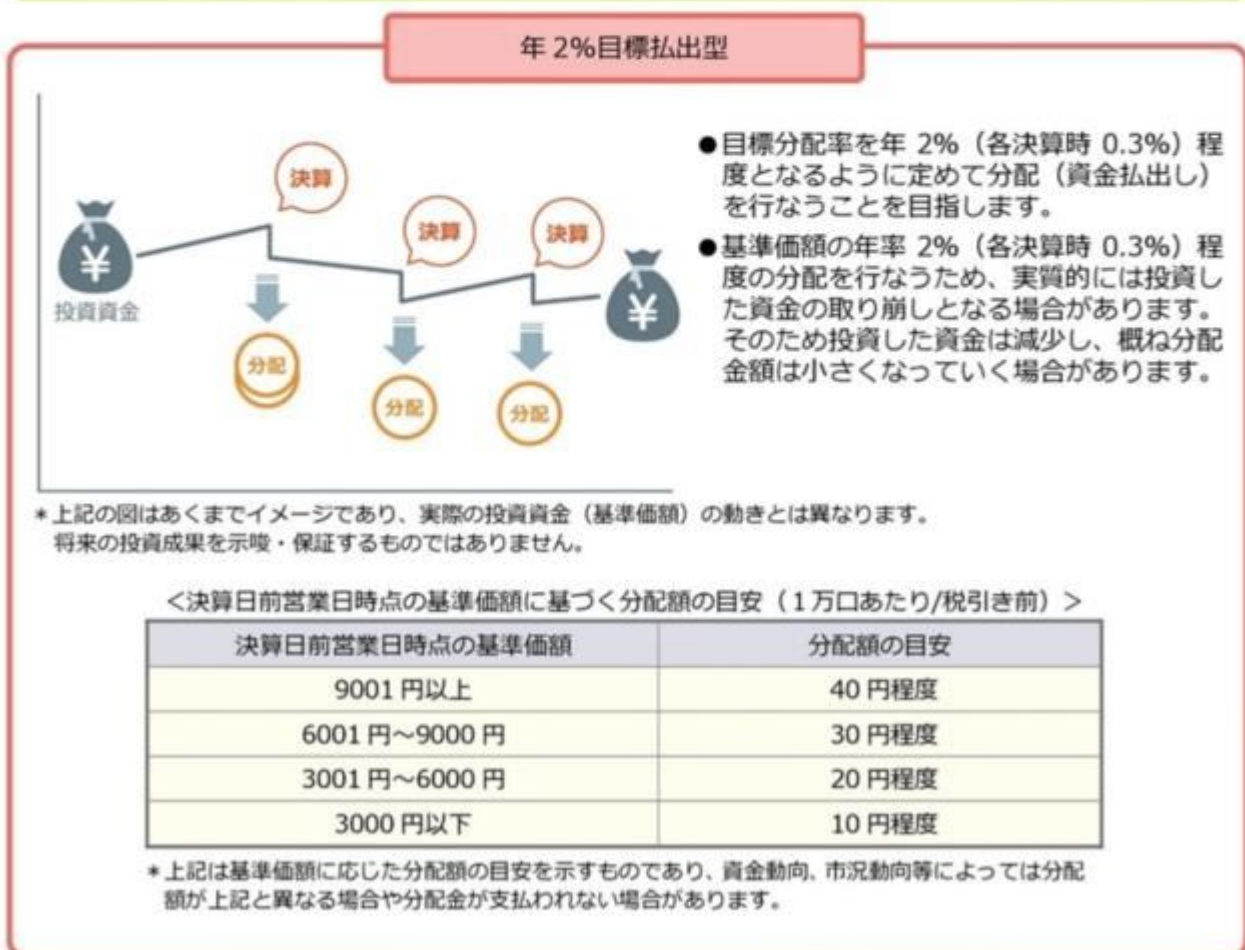 年 2%目標払出型
決算
決算
決算
¥
投資資金
¥
分配
分配
分配
●目標分配率を年 2%（各決算時 0.3%）程
度となるように定めて分配（資金払出し）
を行なうことを目指します。
●基準価額の年率 2%（各決算時 0.3%）程
度の分配を行なうため、実質的には投資し
た資金の取り崩しとなる場合があります。
そのため投資した資金は減少し、概ね分配
金額は小さくなっていく場合があります。
＊上記の図はあくまでイメージであり、実際の投資資金（基準価額）の動きとは異なります。
将来の投資成果を示唆・保証するものではありません。
＜決算日前営業日時点の基準価額に基づく分配額の目安（１万口あたり/税引き前）＞
決算日前営業日時点の基準価額 分配額の目安
9001 円以上 40 円程度
6001 円～9000 円 30 円程度
3001 円～6000 円 20 円程度
3000 円以下 10 円程度
＊上記は基準価額に応じた分配額の目安を示すものであり、資金動向、市況動向等によっては分配
額が上記と異なる場合や分配金が支払われない場合があります。